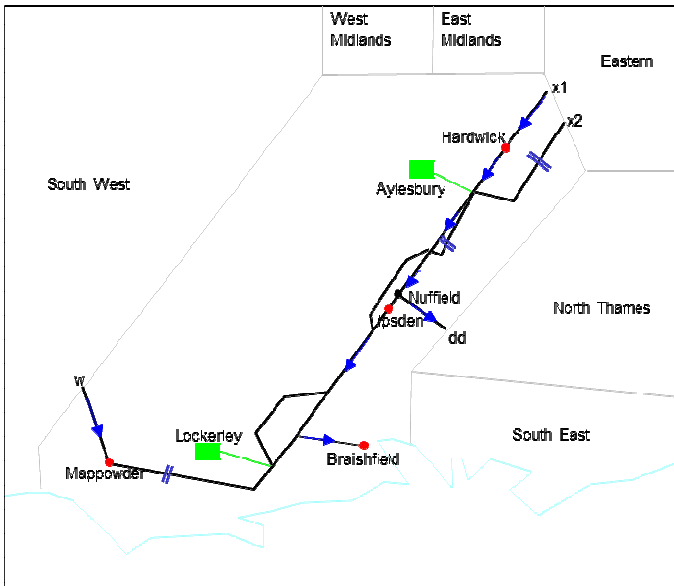 West
Midlands
East
Midlands
Eastern
x1
x2
Hardwick
South West
Aylesbury
Nuffield
Ipsden
North Thames
dd
w
Lockerley
South East
Braishfield
Mappowder